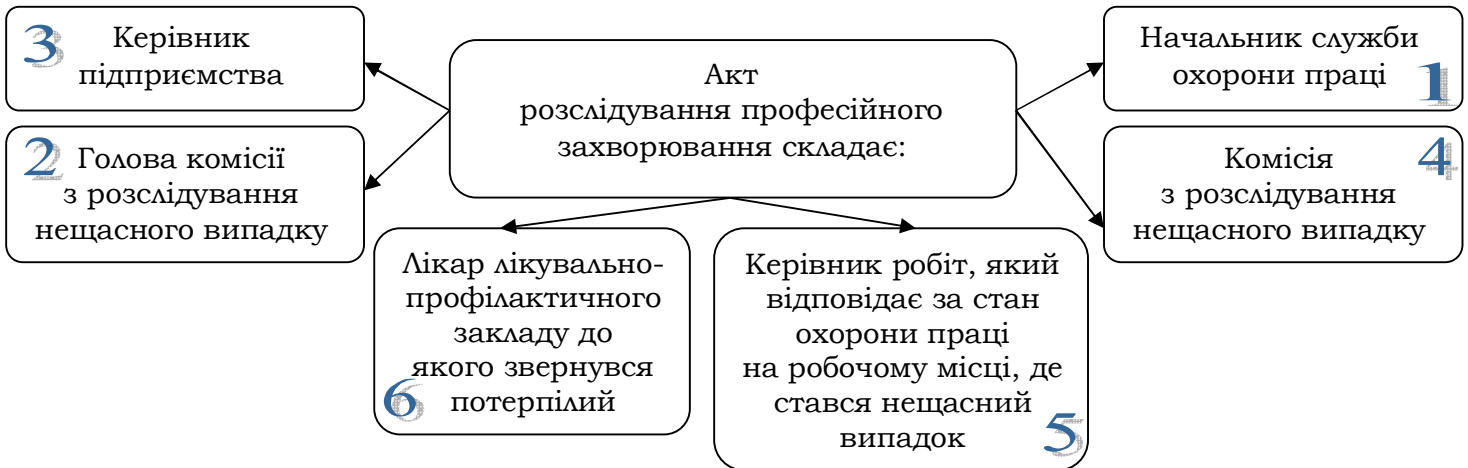 3 Керівник
підприємства
Акт
розслідування професійного
захворювання складає:
Начальник служби
охорони праці 1
2 Голова комісії
з розслідування
нещасного випадку
Комісія 4
з розслідування
нещасного випадку
Лікар лікувально-
профілактичного
закладу до
якого звернувся
6 потерпілий
Керівник робіт, який
відповідає за стан
охорони праці
на робочому місці, де
стався нещасний
випадок 5